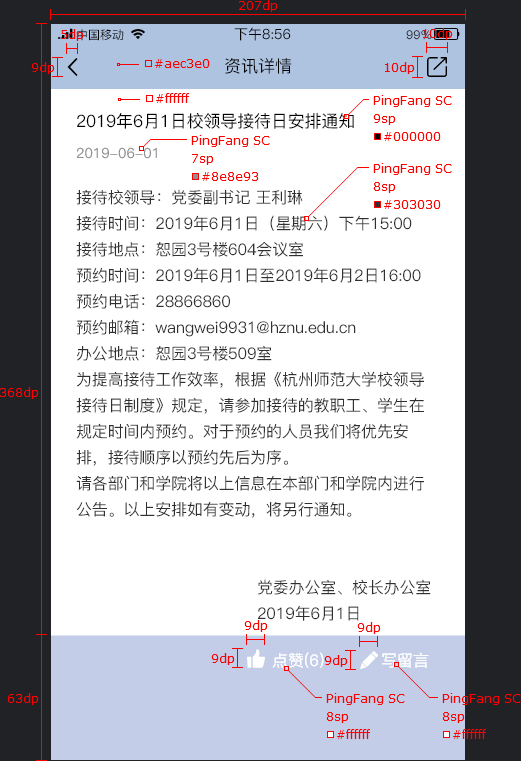 207dp
中国移动
下午8:56
99%
10dp
5dp
9dp
#aec3e0
资讯详情
10dp
#ffffff
PingFang SC
9sp
#000000
2019年6月1日校领导接待日安排通知
2019-06-01
PingFang SC
7sp
#8e8e93
PingFang SC
8sp
#303030
接待校领导：党委副书记 王利琳
接待时间：2019年6月1日（星期六）下午15:00
接待地点：恕园3号楼604会议室
预约时间：2019年6月1日至2019年6月2日16:00
预约电话：28866860
预约邮箱：wangwei9931@hznu.edu.cn
办公地点：恕园3号楼509室
为提高接待工作效率，根据《杭州师范大学校领导
接待日制度》规定，请参加接待的教职工、学生在
规定时间内预约。对于预约的人员我们将优先安
排，接待顺序以预约先后为序。
请各部门和学院将以上信息在本部门和学院内进行
公告。以上安排如有变动，将另行通知。
368dp
党委办公室、校长办公室
2019年6月1日
9dp
9dp
9dp
点赞(6)
9dp
写留言
63dp
PingFang SC
8sp
#ffffff
PingFang SC
8sp
#ffffff